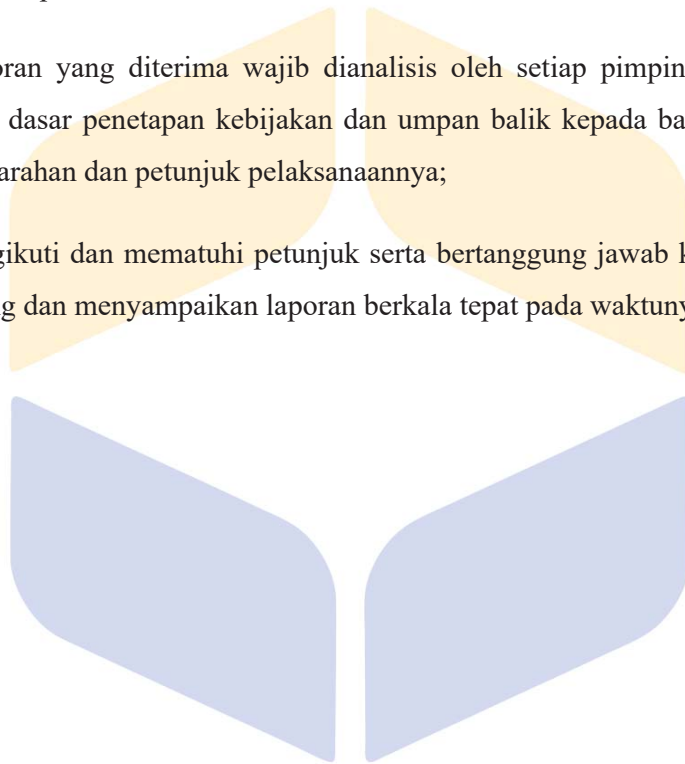 oran yang diterima wajib dianalisis oleh setiap pimpin
dasar penetapan kebijakan dan umpan balik kepada ba
arahan dan petunjuk pelaksanaannya;
gikuti dan mematuhi petunjuk serta bertanggung jawab k
g dan menyampaikan laporan berkala tepat pada waktuny